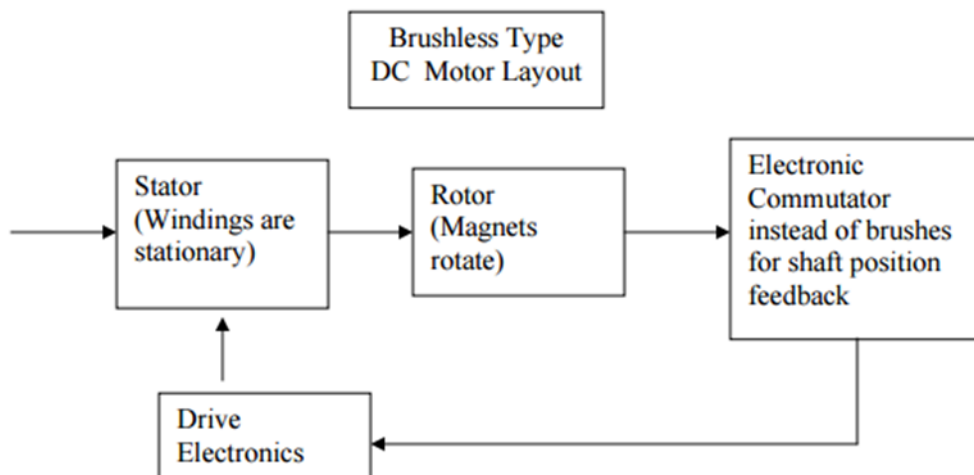 Brushless Type
DC Motor Layout
Stator
(Windings are
stationary)
Rotor
(Magnets
rotate)
Electronic
Commutator
instead of brushes
for shaft position
feedback
Drive
Electronics